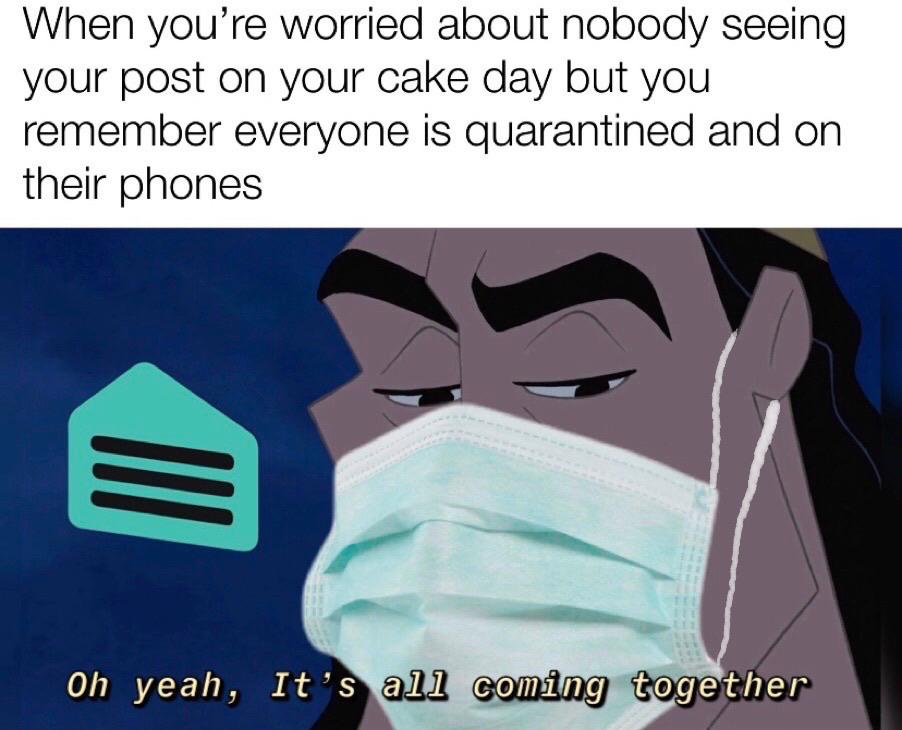 When you’re worried about nobody seeing
your post on your cake day but you
remember everyone is quarantined and on
their phones
Oh yeah, It’s all coming together